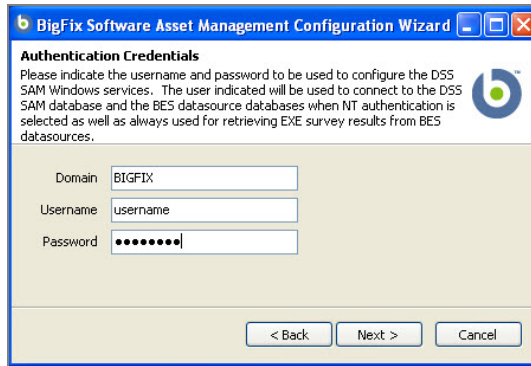 BigFix Software Asset Management Configuration Wizard
Authentication Credentials
Please indicate the username and password to be used to configure the DSS
SAM Windows services. The user indicated will be used to connect to the DSS
SAM database and the BES datasource databases when NT authentication is
selected as well as always used for retrieving EXE survey results from BES
datasources.
Domain BIGFIX
Username username
Password ●●●●●●●●
< Back Next > Cancel